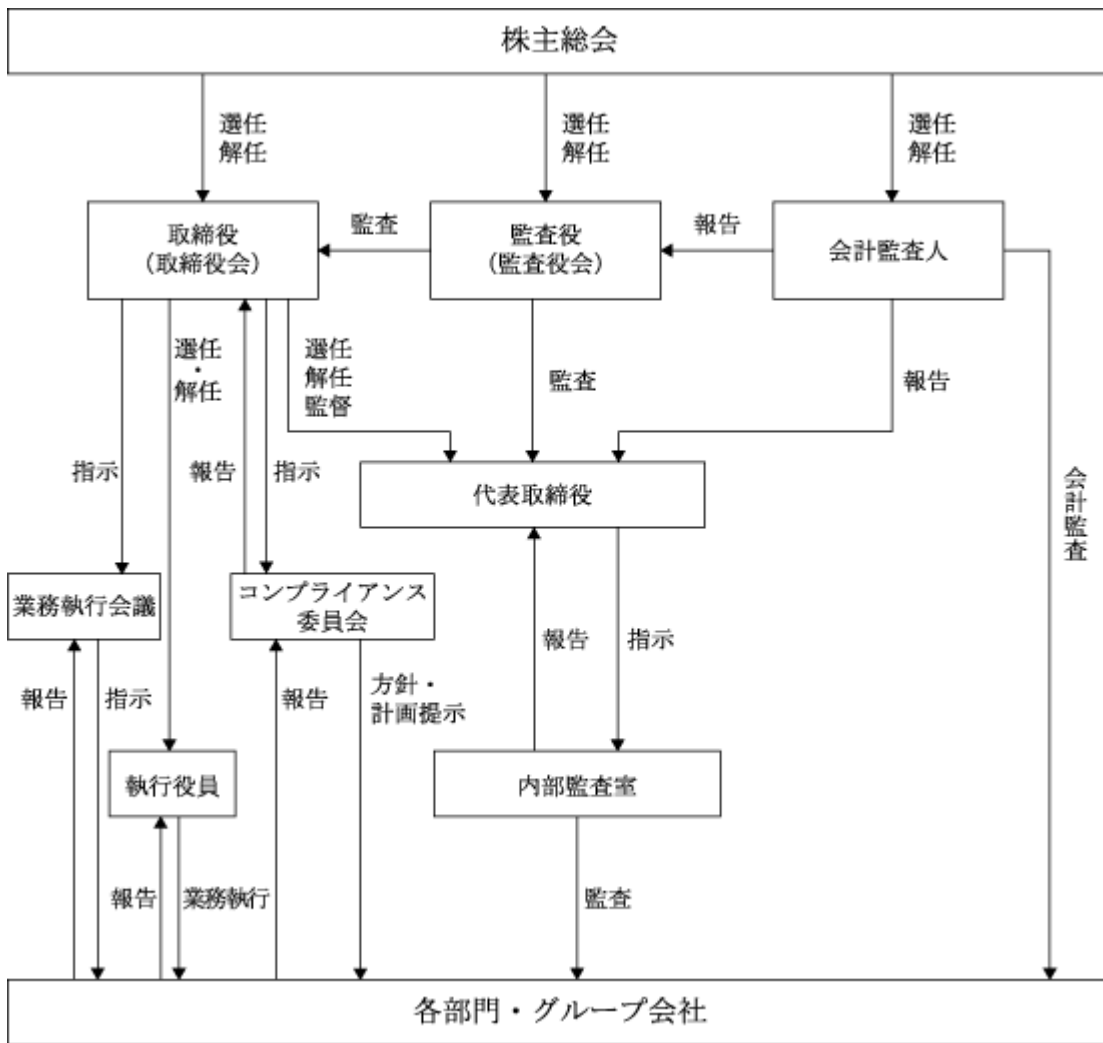 株主総会
選任
解任
選任
解任
選任
解任
取締役
(取締役会)
監査
監査役
(監査役会)
報告
会計監査人
選任
・
解任
選任
解任
監督
監査
報告
指示
報告
指示
代表取締役
会計監査
業務執行会議
コンプライアンス
委員会
報告
指示
報告
指示
報告
方針・
計画提示
執行役員
内部監査室
報告
業務執行
監査
各部門・グループ会社